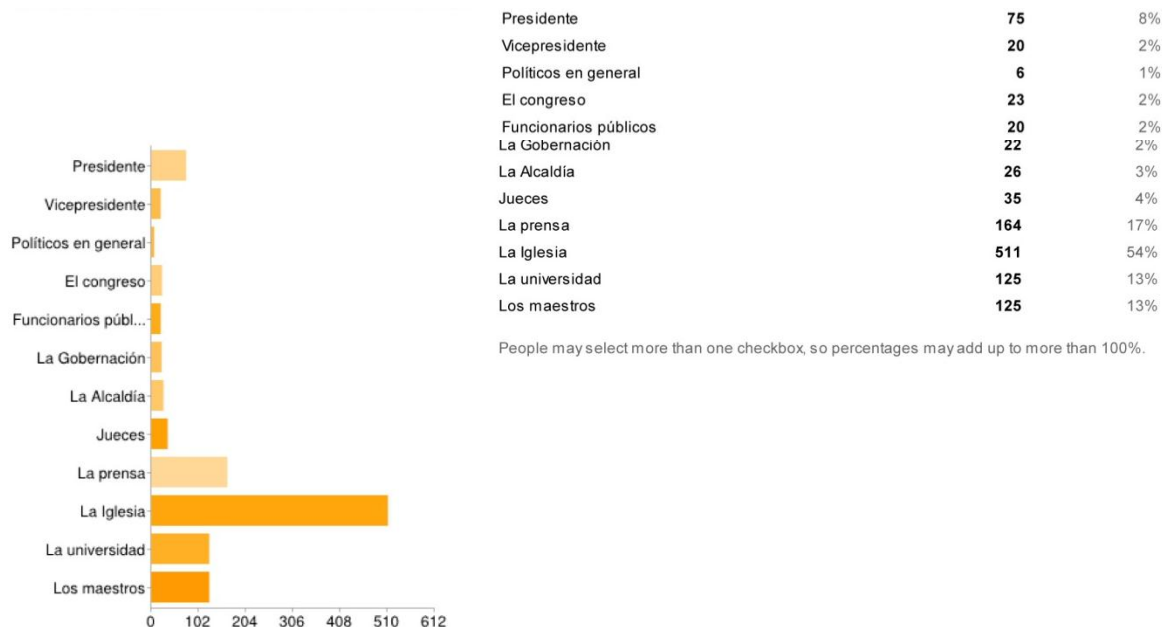 Presidente 75 8%
Vicepresidente 20 2%
Políticos en general 6 1%
El congreso 23 2%
Funcionarios públicos 20 2%
La Gobernación 22 2%
La Alcaldía 26 3%
Jueces 35 4%
La prensa 164 17%
La Iglesia 511 54%
La universidad 125 13%
Los maestros 125 13%
People may select more than one checkbox, so percentages may add up to more than 100%.
Presidente
Vicepresidente
Políticos en general
El congreso
Funcionarios públ...
La Gobernación
La Alcaldía
Jueces
La prensa
La Iglesia
La universidad
Los maestros
0 102 204 306 408 510 612